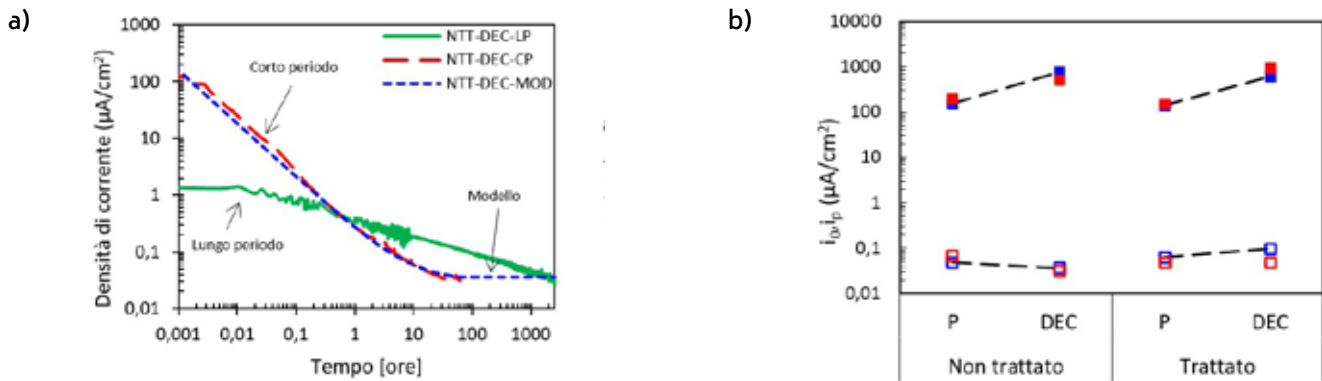 a)
Densità di corrente (µA/cm²)
1000
100
10
1
0,1
0,01
NTT-DEC-LP
NTT-DEC-CP
NTT-DEC-MOD
Corto periodo
Lungo periodo
Modello
0,001
0,01
0,1
1
10
100
1000
Tempo [ore]
b)
i₀,iₚ (µA/cm²)
10000
1000
100
10
1
0,1
0,01
P
DEC
P
DEC
Non trattato
Trattato